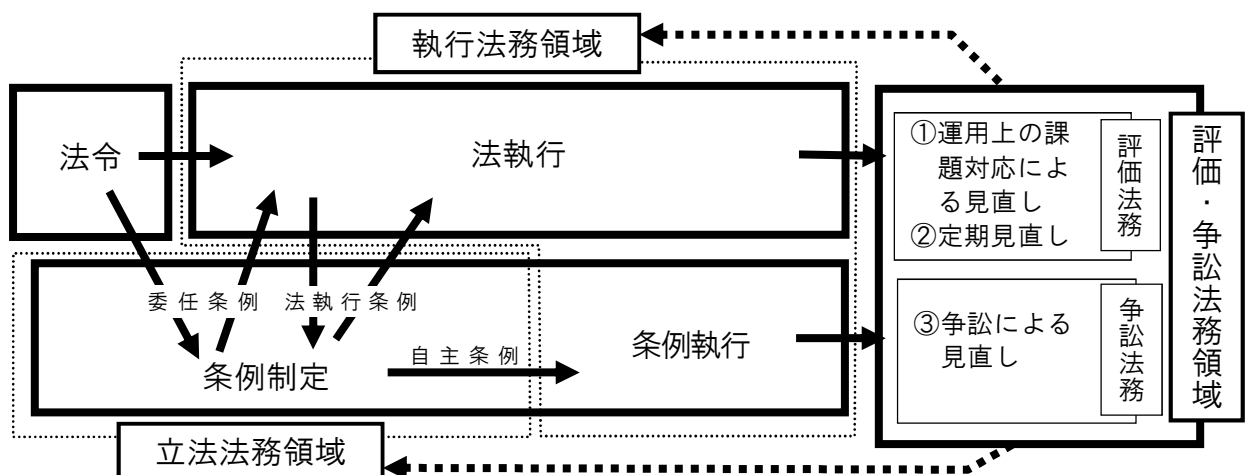 執行法務領域
法令
法執行
①運用上の課
題対応によ
る見直し
②定期見直し
評価法務
評価・争訟法務領域
委任条例
法執行条例
③争訟による
見直し
争訟法務
条例制定
自主条例
条例執行
立法法務領域